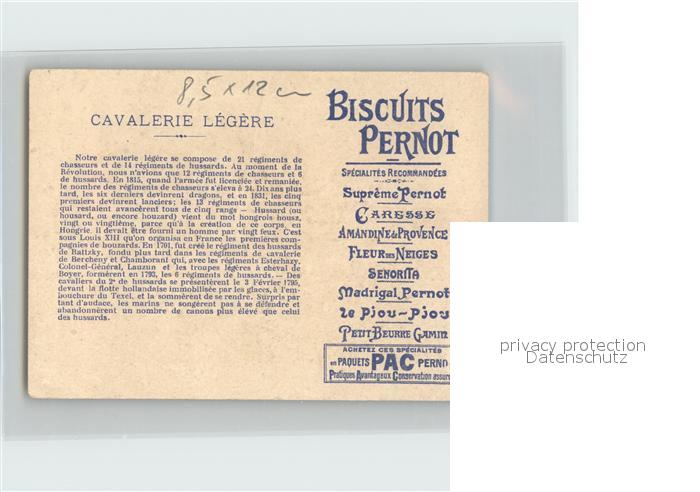 8,5 x 12 cm
CAVALERIE LÉGÈRE
Notre cavalerie légère se compose de 21 régiments de
chasseurs et de 14 régiments de hussards. Au moment de la
Révolution, nous n'avions que 12 régiments de chasseurs et 6
de hussards. En 1815, quand l'armée fut licenciée et remaniée,
le nombre des régiments de chasseurs s'éleva à 24. Dix ans plus
tard, les six derniers devinrent dragons, et en 1831, les cinq
premiers devinrent lanciers; les 13 régiments de chasseurs
qui restaient avancèrent tous de cinq rangs — Hussard (ou
housard, ou encore houzard) vient du mot hongrois housz,
vingt ou vingtième, parce qu'à la création de ce corps, en
Hongrie, il devait être fourni un homme par vingt feux. C'est
sous Louis XIII qu'on organisa en France les premières com-
pagnies de houzards. En 1701, fut créé le régiment des hussards
de Rattzky, fondu plus tard dans les régiments de cavalerie
de Bercheny et Chamborant qui, avec les régiments Esterhazy,
Colonel-Général, Lauzun et les troupes légères à cheval de
Boyer, formèrent en 1793, les 6 régiments de hussards. — Des
cavaliers du 2e de hussards se présentèrent le 3 Février 1795,
devant la flotte hollandaise immobilisée par les glaces, à l'em-
bouchure du Texel, et la sommèrent de se rendre. Surpris par
tant d'audace, les marins ne songèrent pas à se défendre et
abandonnèrent un nombre de canons plus élevé que celui
des hussards.
BISCUITS
PERNOT
SPÉCIALITÉS RECOMMANDÉES
Suprême Pernot
CARESSE
AMANDINE de PROVENCE
FLEUR DES NEIGES
SENORITA
Madrigal Pernot
Le Piou-Piou
PETIT BEURRE GAMIN
ACHETEZ CES SPÉCIALITÉS
en PAQUETS PAC PERNO
Pratiques Avantageux Conservation assuré
privacy protection
Datenschutz